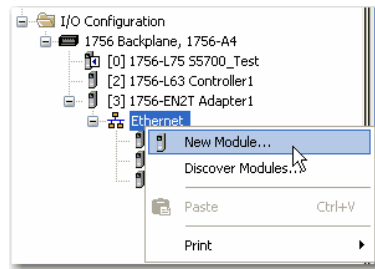 I/O Configuration
1756 Backplane, 1756-A4
[0] 1756-L75 S5700_Test
[2] 1756-L63 Controller1
[3] 1756-EN2T Adapter1
Ethernet
New Module...
Discover Modules...
Paste Ctrl+V
Print